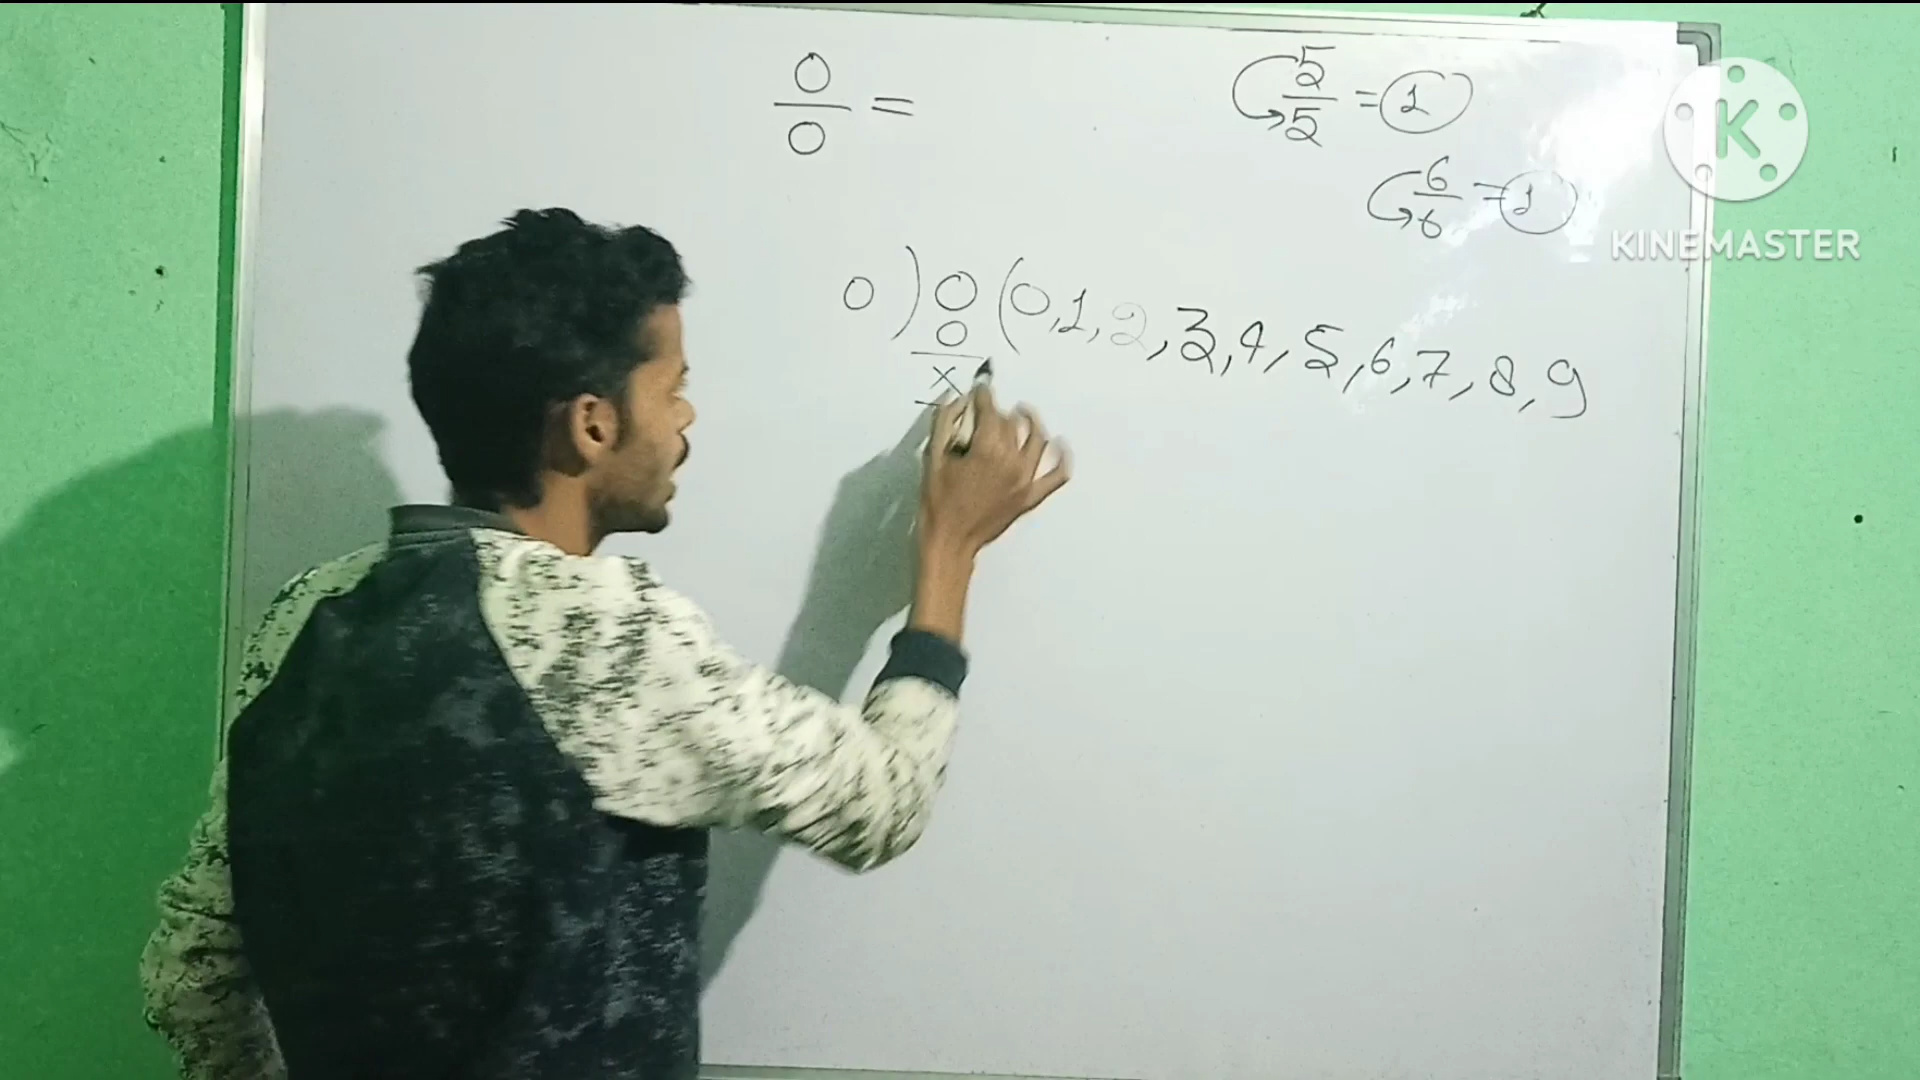 0/0 =
5/5 = 1
6/6 = 1
K
KINEMASTER
0 ) 0 ( 0, 1, 2, 3, 4, 5, 6, 7, 8, 9
0
x